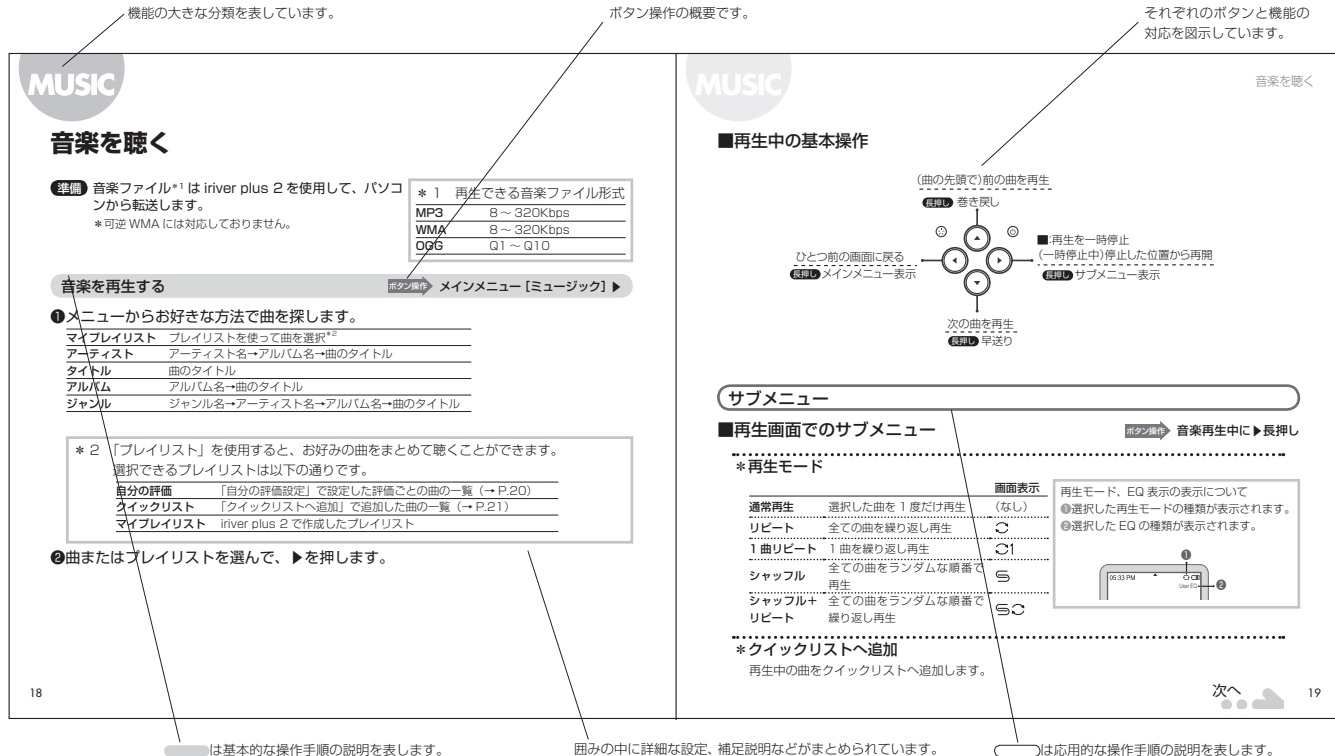 機能の大きな分類を表しています。
ボタン操作の概要です。
それぞれのボタンと機能の
対応を図示しています。
MUSIC
音楽を聴く
準備 音楽ファイル*1 は iriver plus 2 を使用して、パソコ
ンから転送します。
＊可逆 WMA には対応しておりません。
＊ 1 再生できる音楽ファイル形式
MP3 8 ～ 320Kbps
WMA 8 ～ 320Kbps
OGG Q1 ～ Q10
音楽を再生する
ボタン操作 メインメニュー [ミュージック] ▶
❶メニューからお好きな方法で曲を探します。
マイプレイリスト プレイリストを使って曲を選択*2
アーティスト アーティスト名→アルバム名→曲のタイトル
タイトル 曲のタイトル
アルバム アルバム名→曲のタイトル
ジャンル ジャンル名→アーティスト名→アルバム名→曲のタイトル
＊ 2 「プレイリスト」を使用すると、お好みの曲をまとめて聴くことができます。
選択できるプレイリストは以下の通りです。
自分の評価 「自分の評価設定」で設定した評価ごとの曲の一覧（→ P.20）
クイックリスト 「クイックリストへ追加」で追加した曲の一覧（→ P.21）
マイプレイリスト iriver plus 2 で作成したプレイリスト
❷曲またはプレイリストを選んで、▶を押します。
18
MUSIC
音楽を聴く
■再生中の基本操作
(曲の先頭で)前の曲を再生
長押し 巻き戻し
ひとつ前の画面に戻る
長押し メインメニュー表示
■:再生を一時停止
(一時停止中)停止した位置から再開
長押し サブメニュー表示
次の曲を再生
長押し 早送り
サブメニュー
■再生画面でのサブメニュー
ボタン操作 音楽再生中に▶長押し
＊再生モード
画面表示
通常再生 選択した曲を 1 度だけ再生 （なし）
リピート 全ての曲を繰り返し再生
1 曲リピート 1 曲を繰り返し再生 1
シャッフル 全ての曲をランダムな順番で
再生
シャッフル＋ 全ての曲をランダムな順番で
リピート 繰り返し再生
再生モード、EQ 表示の表示について
❶選択した再生モードの種類が表示されます。
❷選択した EQ の種類が表示されます。
❶
05:33 PM
User EQ ❷
＊クイックリストへ追加
再生中の曲をクイックリストへ追加します。
次へ
19
は基本的な操作手順の説明を表します。
囲みの中に詳細な設定、補足説明などがまとめられています。
は応用的な操作手順の説明を表します。